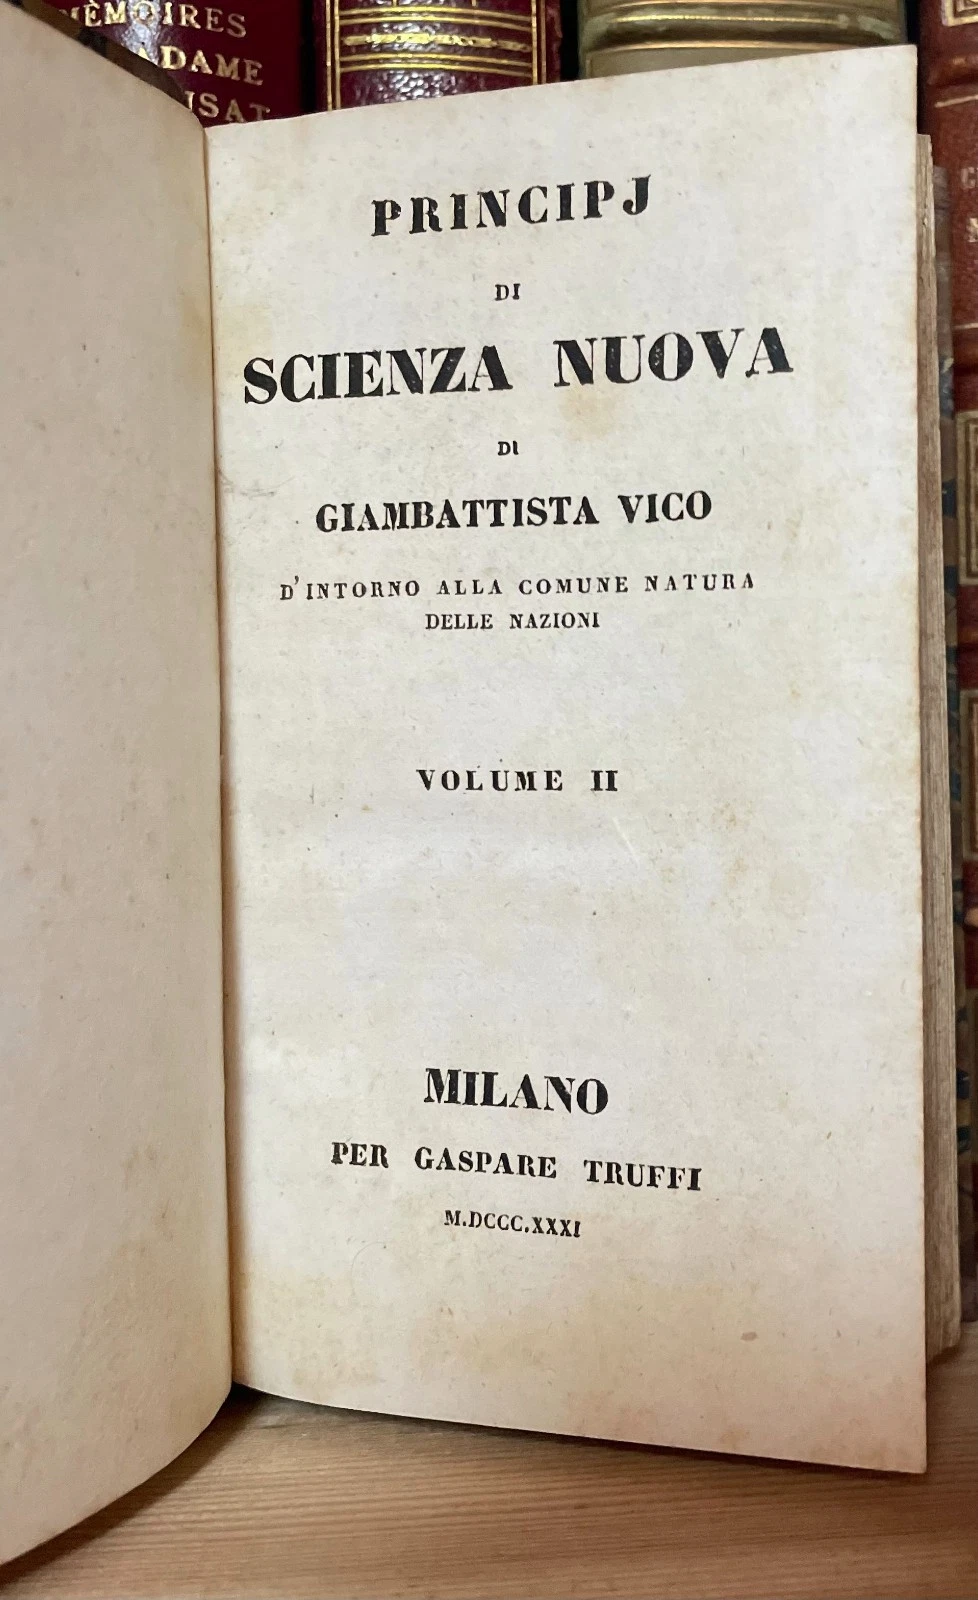 MÈMOIRES
PRINCIPJ
DI
SCIENZA NUOVA
DI
GIAMBATTISTA VICO
D'INTORNO ALLA COMUNE NATURA
DELLE NAZIONI
VOLUME II
MILANO
PER GASPARE TRUFFI
M.DCCC.XXXI